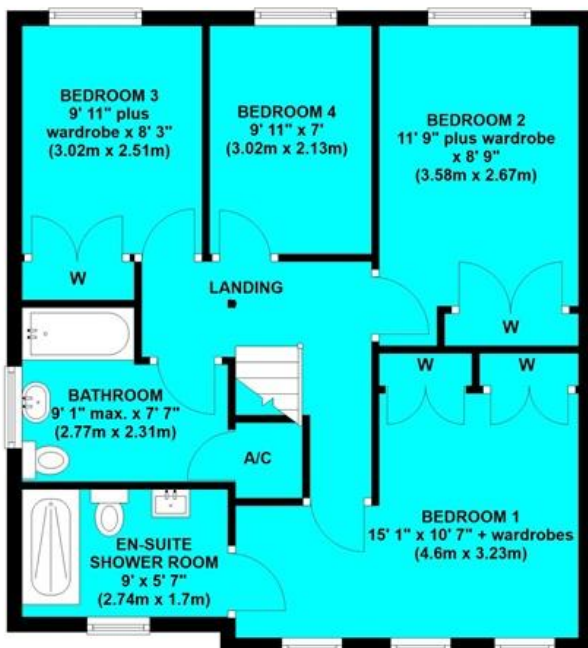 BEDROOM 3
9' 11" plus
wardrobe x 8' 3"
(3.02m x 2.51m)
BEDROOM 4
9' 11" x 7'
(3.02m x 2.13m)
BEDROOM 2
11' 9" plus wardrobe
x 8' 9"
(3.58m x 2.67m)
W
LANDING
W
W
W
BATHROOM
9' 1" max. x 7' 7"
(2.77m x 2.31m)
A/C
BEDROOM 1
15' 1" x 10' 7" + wardrobes
(4.6m x 3.23m)
EN-SUITE
SHOWER ROOM
9' x 5' 7"
(2.74m x 1.7m)